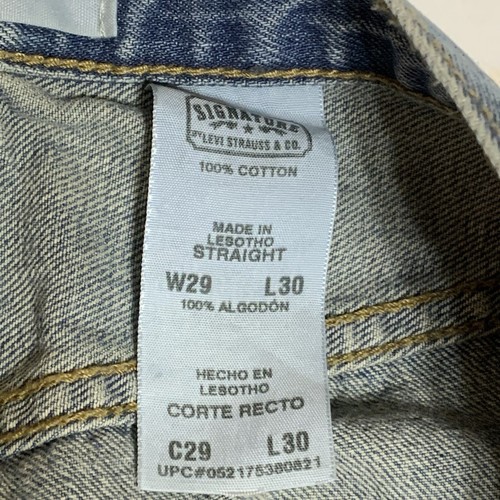 SIGNATURE
BY LEVI STRAUSS & CO.
100% COTTON
MADE IN
LESOTHO
STRAIGHT
W29 L30
100% ALGODÓN
HECHO EN
LESOTHO
CORTE RECTO
C29 L30
UPC#052175380821